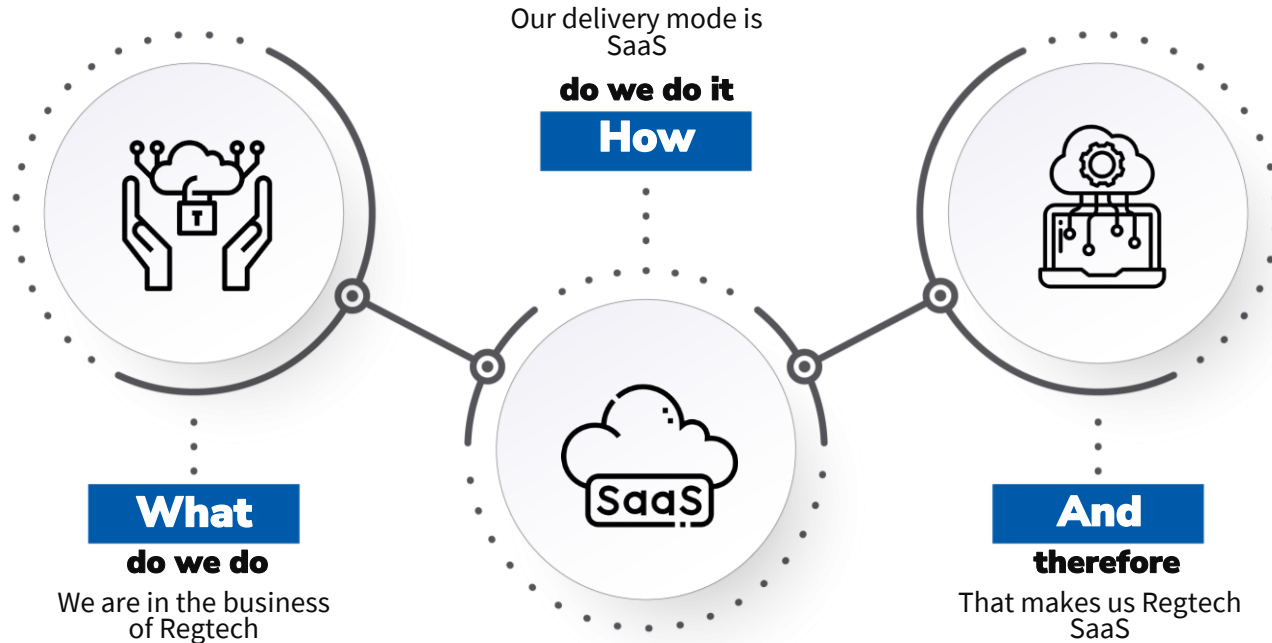 Our delivery mode is
SaaS
do we do it
How
T
SaaS
What
do we do
We are in the business
of Regtech
And
therefore
That makes us Regtech
SaaS